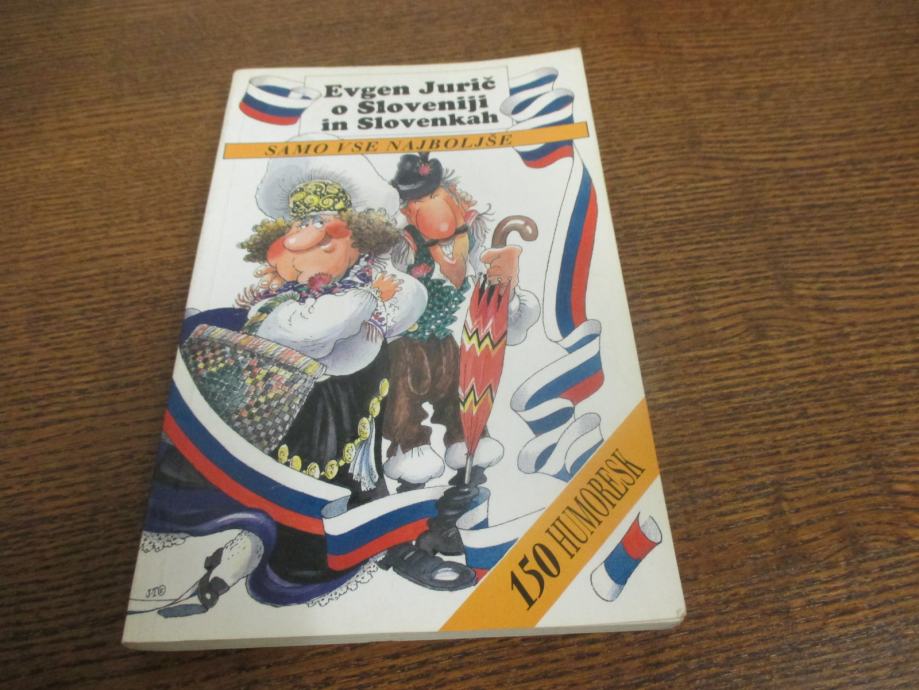 Evgen Jurič
o Sloveniji
in Slovenkah
SAMO VSE NAJBOLJŠE
150 HUMORESK